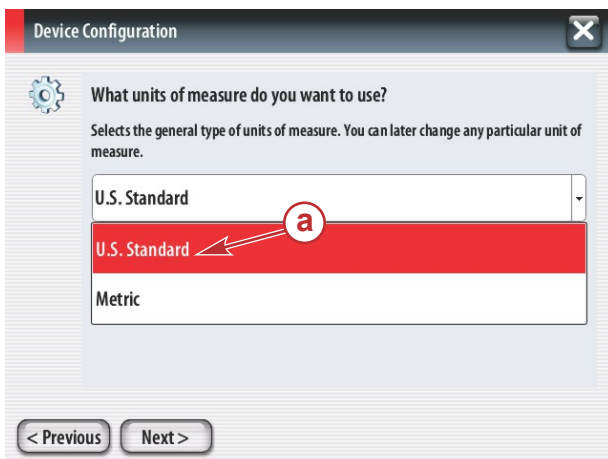 Device Configuration
What units of measure do you want to use?
Selects the general type of units of measure. You can later change any particular unit of
measure.
U.S. Standard
a
U.S. Standard
Metric
< Previous
Next >